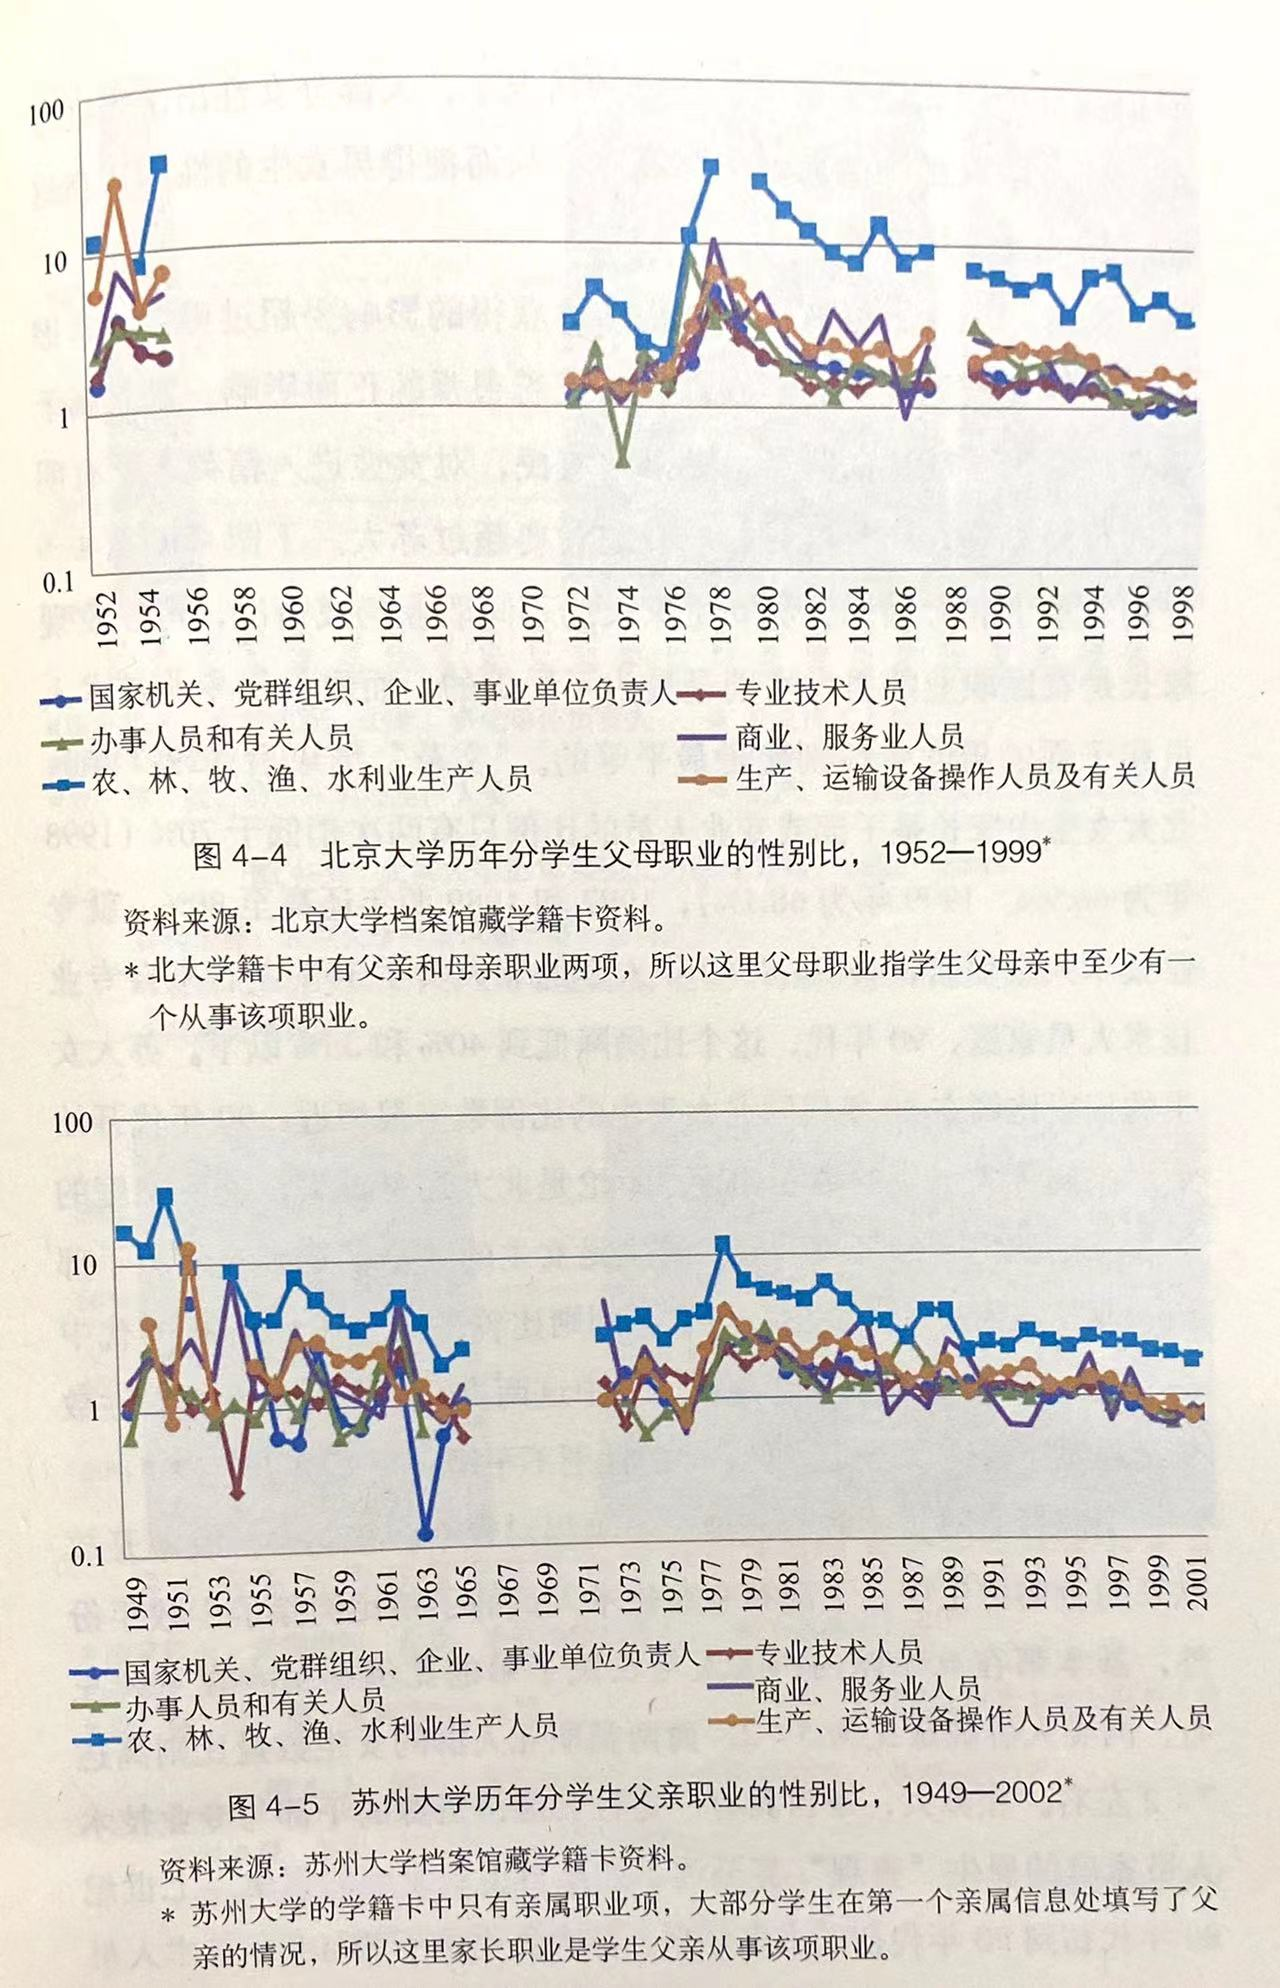 100
10
1
0.1
1952 1954 1956 1958 1960 1962 1964 1966 1968 1970 1972 1974 1976 1978 1980 1982 1984 1986 1988 1990 1992 1994 1996 1998
国家机关、党群组织、企业、事业单位负责人 专业技术人员
办事人员和有关人员 商业、服务业人员
农、林、牧、渔、水利业生产人员 生产、运输设备操作人员及有关人员
图 4-4 北京大学历年分学生父母职业的性别比，1952—1999*
资料来源：北京大学档案馆藏学籍卡资料。
* 北大学籍卡中有父亲和母亲职业两项，所以这里父母职业指学生父母亲中至少有一
个从事该项职业。
100
10
1
0.1
1949 1951 1953 1955 1957 1959 1961 1963 1965 1967 1969 1971 1973 1975 1977 1979 1981 1983 1985 1987 1989 1991 1993 1995 1997 1999 2001
国家机关、党群组织、企业、事业单位负责人 专业技术人员
办事人员和有关人员 商业、服务业人员
农、林、牧、渔、水利业生产人员 生产、运输设备操作人员及有关人员
图 4-5 苏州大学历年分学生父亲职业的性别比，1949—2002*
资料来源：苏州大学档案馆藏学籍卡资料。
* 苏州大学的学籍卡中只有亲属职业项，大部分学生在第一个亲属信息处填写了父
亲的情况，所以这里家长职业是学生父亲从事该项职业。